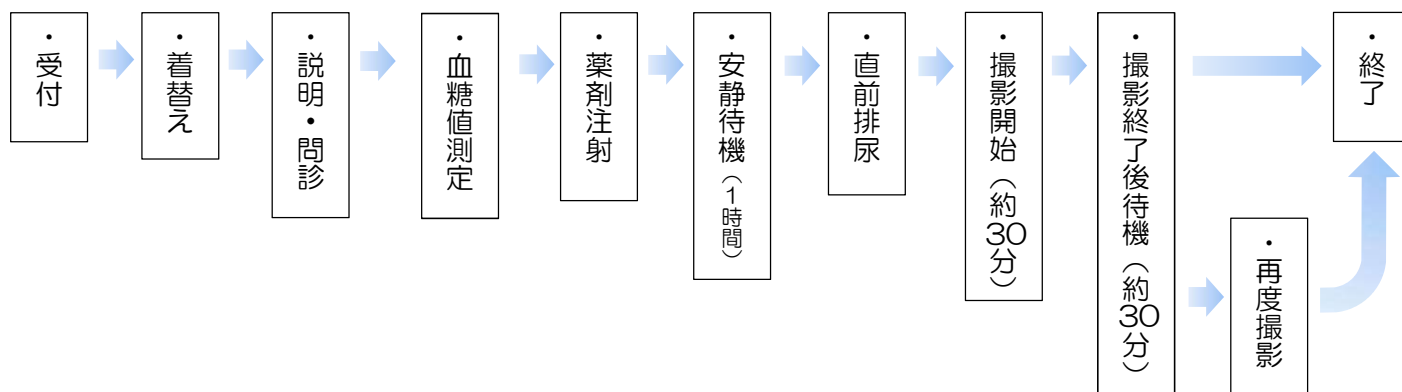 ・受付
・着替え
・説明・問診
・血糖値測定
・薬剤注射
・安静待機（1時間）
・直前排尿
・撮影開始（約30分）
・撮影終了後待機（約30分）
・再度撮影
・終了